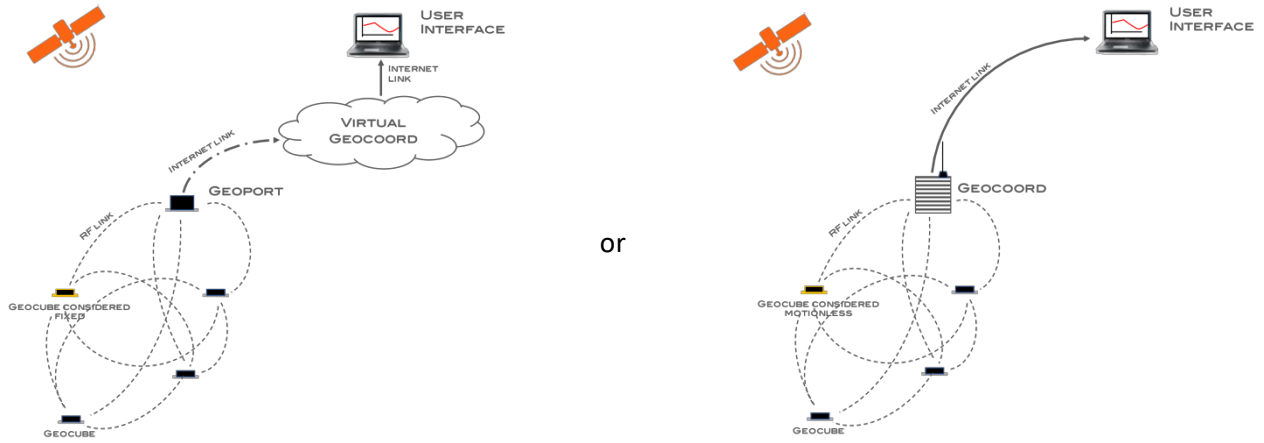 USER
INTERFACE
INTERNET
LINK
VIRTUAL
GEOCOORD
INTERNET LINK
GEOPORT
RF LINK
GEOCUBE CONSIDERED
FIXED
GEOCUBE
or
USER
INTERFACE
INTERNET LINK
GEOCOORD
RF LINK
GEOCUBE CONSIDERED
MOTIONLESS
GEOCUBE